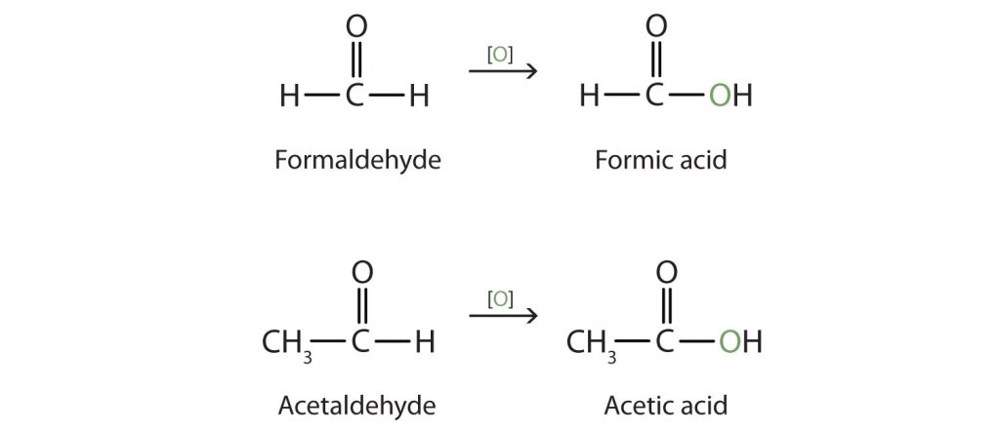 O O
[O]
H—C—H H—C—OH
Formaldehyde Formic acid
O O
[O]
CH₃—C—H CH₃—C—OH
Acetaldehyde Acetic acid